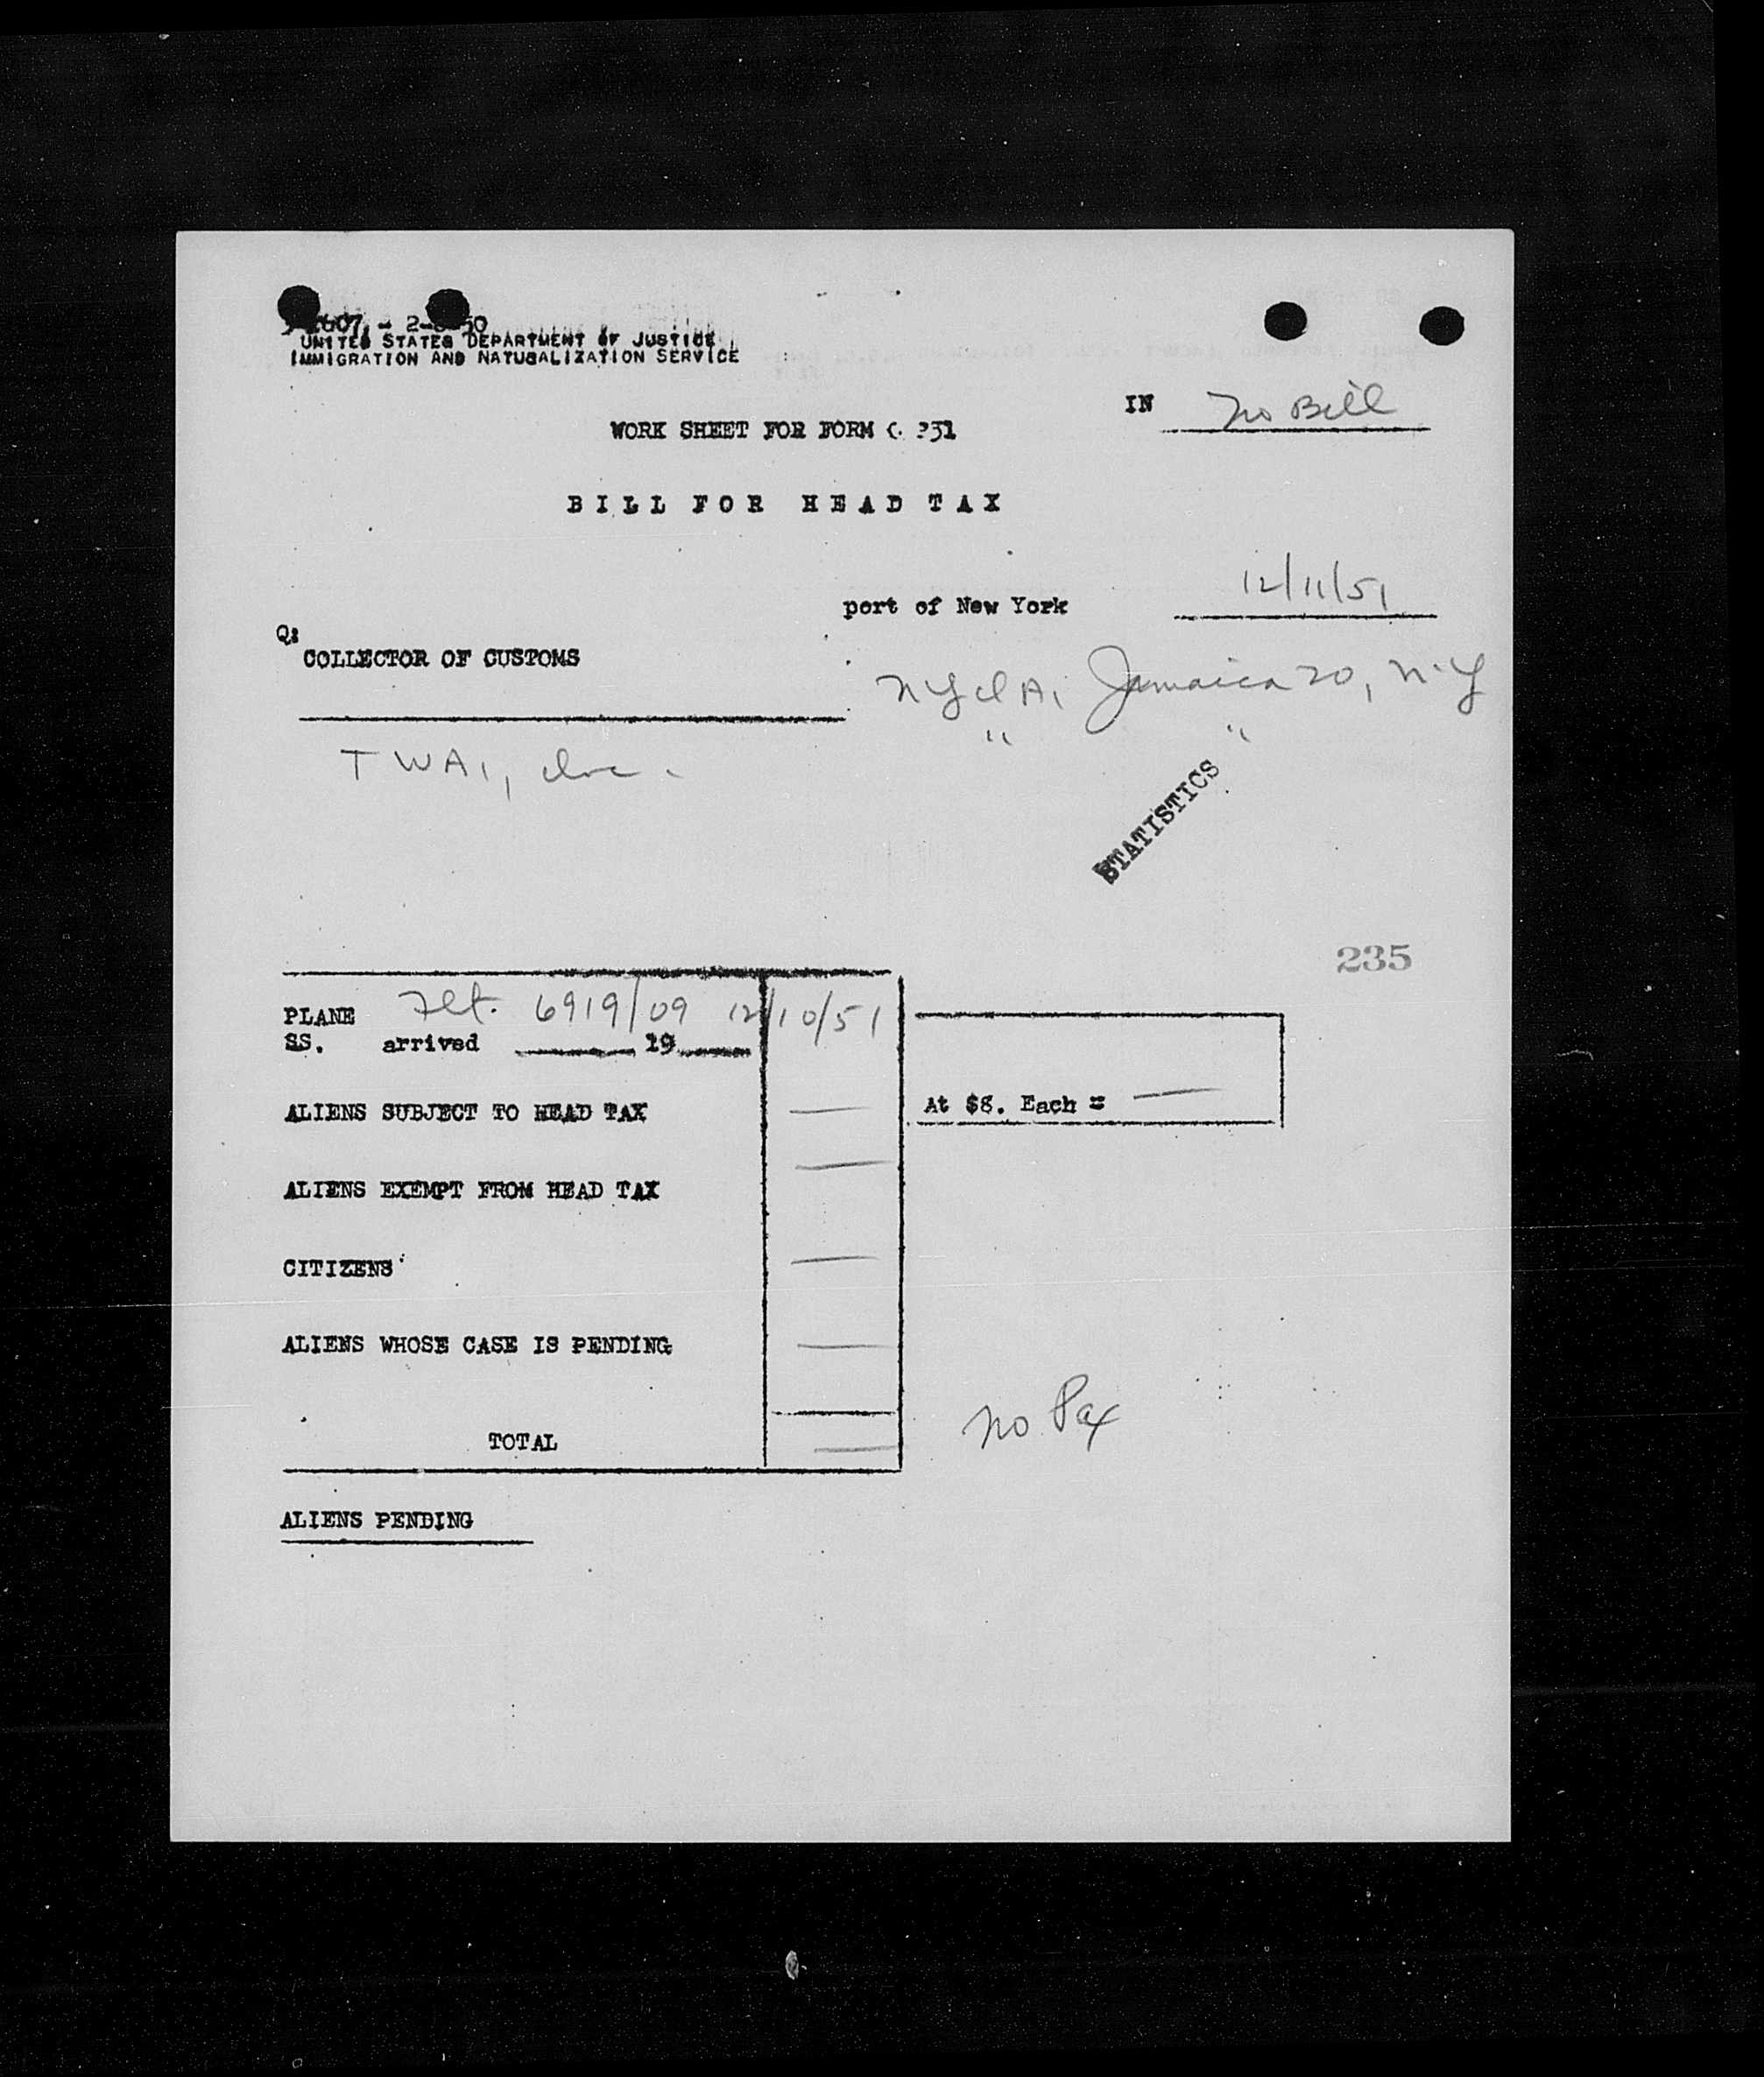 UNITED STATES DEPARTMENT OF JUSTICE
IMMIGRATION AND NATUBALIZATION SERVICE
IN No Bill
WORK SHEET FOR FORM
BILL FOR HEAD TAX
port of New York 12/11/51
Q:
COLLECTOR OF CUSTOMS
NYIA, Jamaica 20, N.Y
" "
TWA, Inc.
STATISTICS
235
PLANE Flt. 6919/09 12/10/51
SS. arrived 19
ALIENS SUBJECT TO HEAD TAX — At $8. Each = —
ALIENS EXEMPT FROM HEAD TAX —
CITIZENS —
ALIENS WHOSE CASE IS PENDING —
TOTAL —
No Pax
ALIENS PENDING